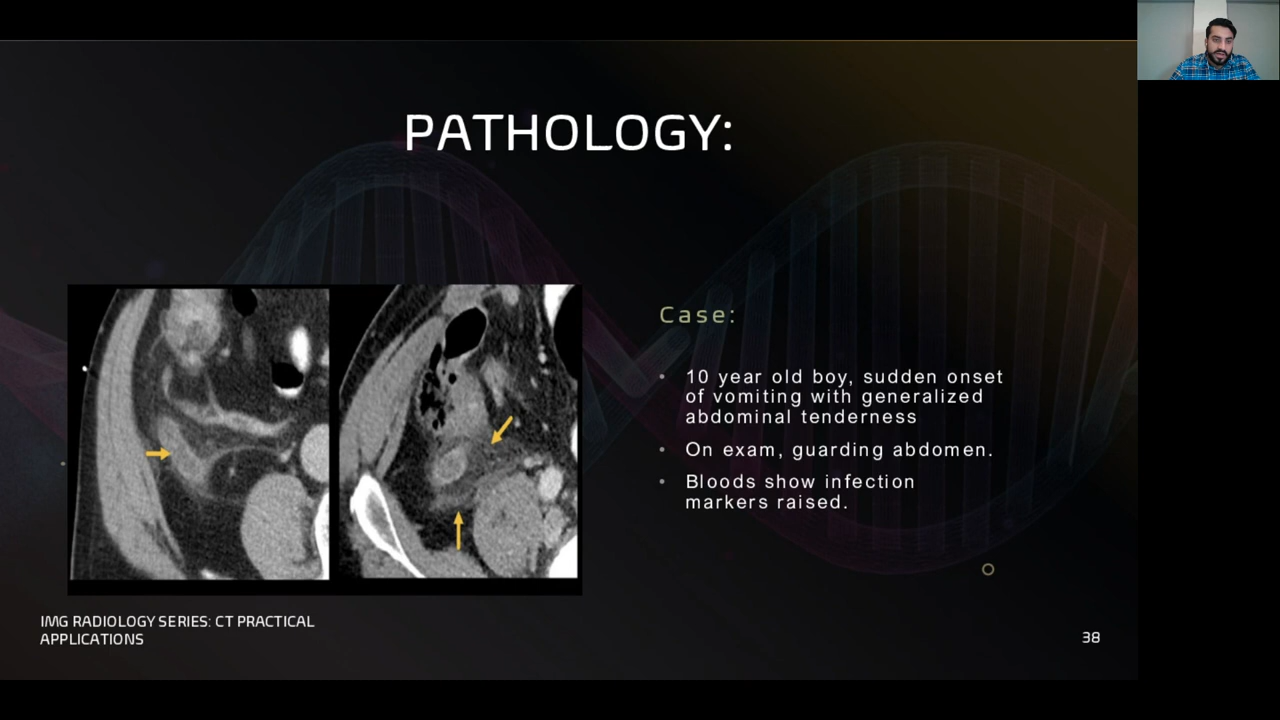 PATHOLOGY:
Case:
• 10 year old boy, sudden onset
of vomiting with generalized
abdominal tenderness
• On exam, guarding abdomen.
• Bloods show infection
markers raised.
IMG RADIOLOGY SERIES: CT PRACTICAL
APPLICATIONS
38